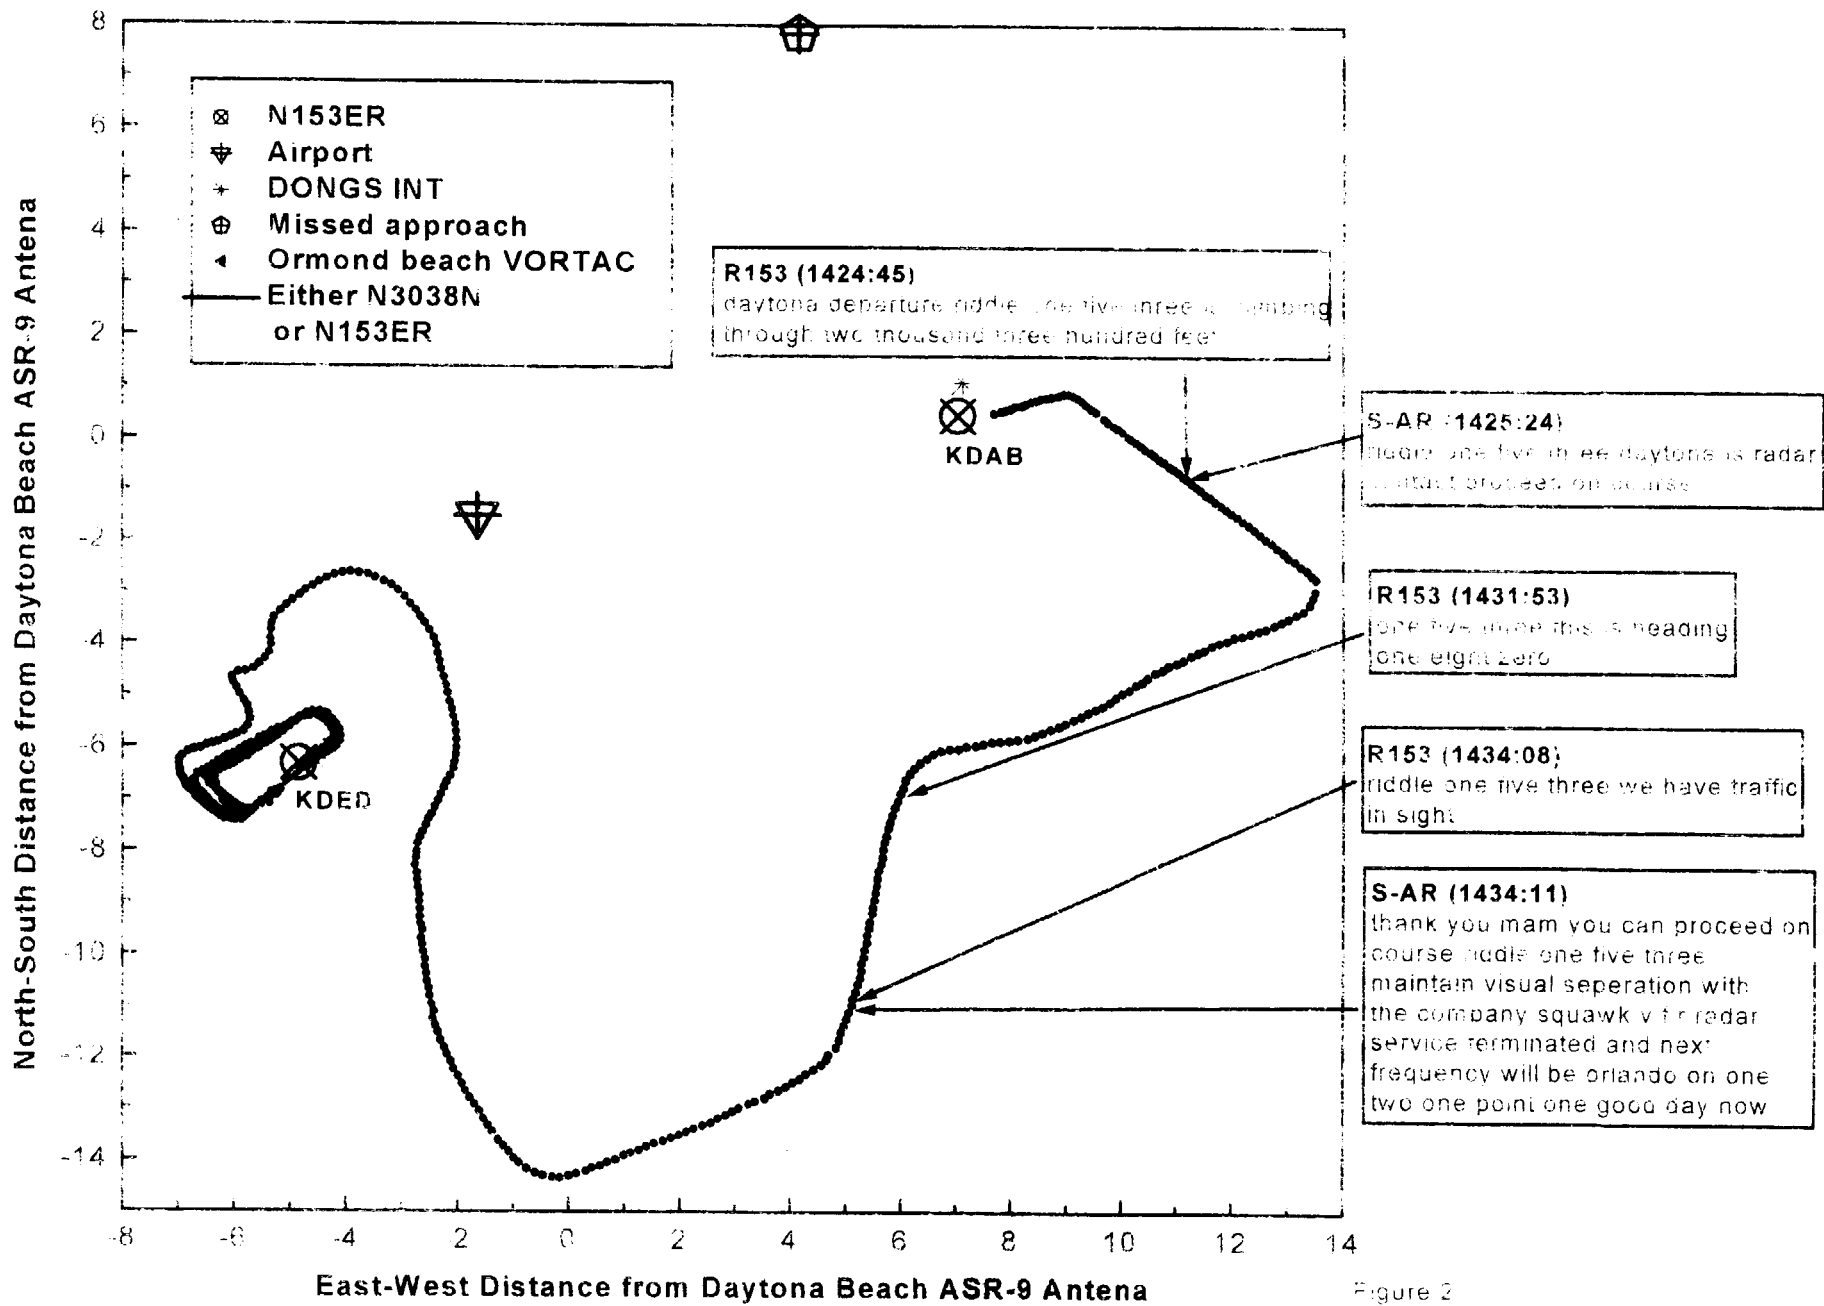 8
6
4
2
0
-2
-4
-6
-8
-10
-12
-14
North-South Distance from Daytona Beach ASR-9 Antena
N153ER
Airport
DONGS INT
Missed approach
Ormond beach VORTAC
Either N3038N
or N153ER
R153 (1424:45)
daytona departure riddle five three
through two thousand three hundred feet
KDAB
KDED
S-AR (1425:24)
riddle one five three daytona is radar
contact proceed on course
R153 (1431:53)
one five three this is heading
one eight zero
R153 (1434:08)
riddle one five three we have traffic
in sight
S-AR (1434:11)
thank you mam you can proceed on
course riddle one five three
maintain visual seperation with
the company squawk v f r radar
service terminated and next
frequency will be orlando on one
two one point one good day now
-8 -6 -4 -2 0 2 4 6 8 10 12 14
East-West Distance from Daytona Beach ASR-9 Antena
Figure 2